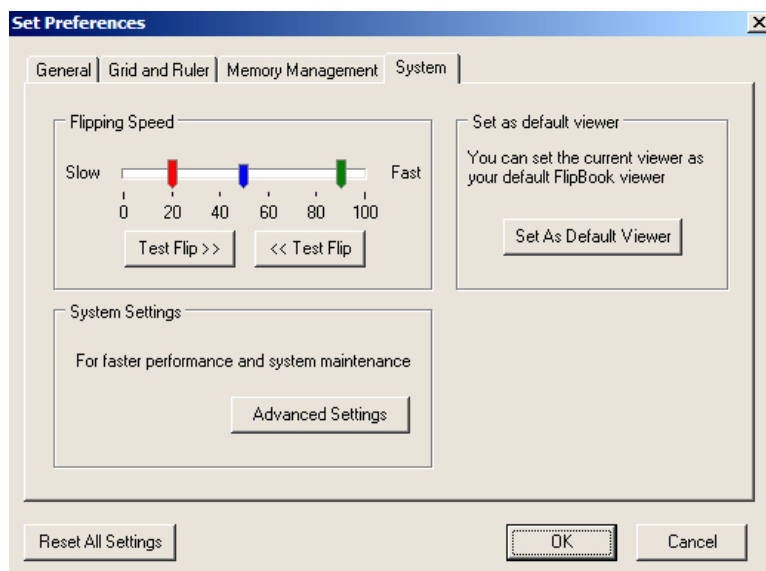 Set Preferences
General Grid and Ruler Memory Management System
Flipping Speed
Slow Fast
0 20 40 60 80 100
Test Flip >> << Test Flip
Set as default viewer
You can set the current viewer as
your default FlipBook viewer
Set As Default Viewer
System Settings
For faster performance and system maintenance
Advanced Settings
Reset All Settings OK Cancel